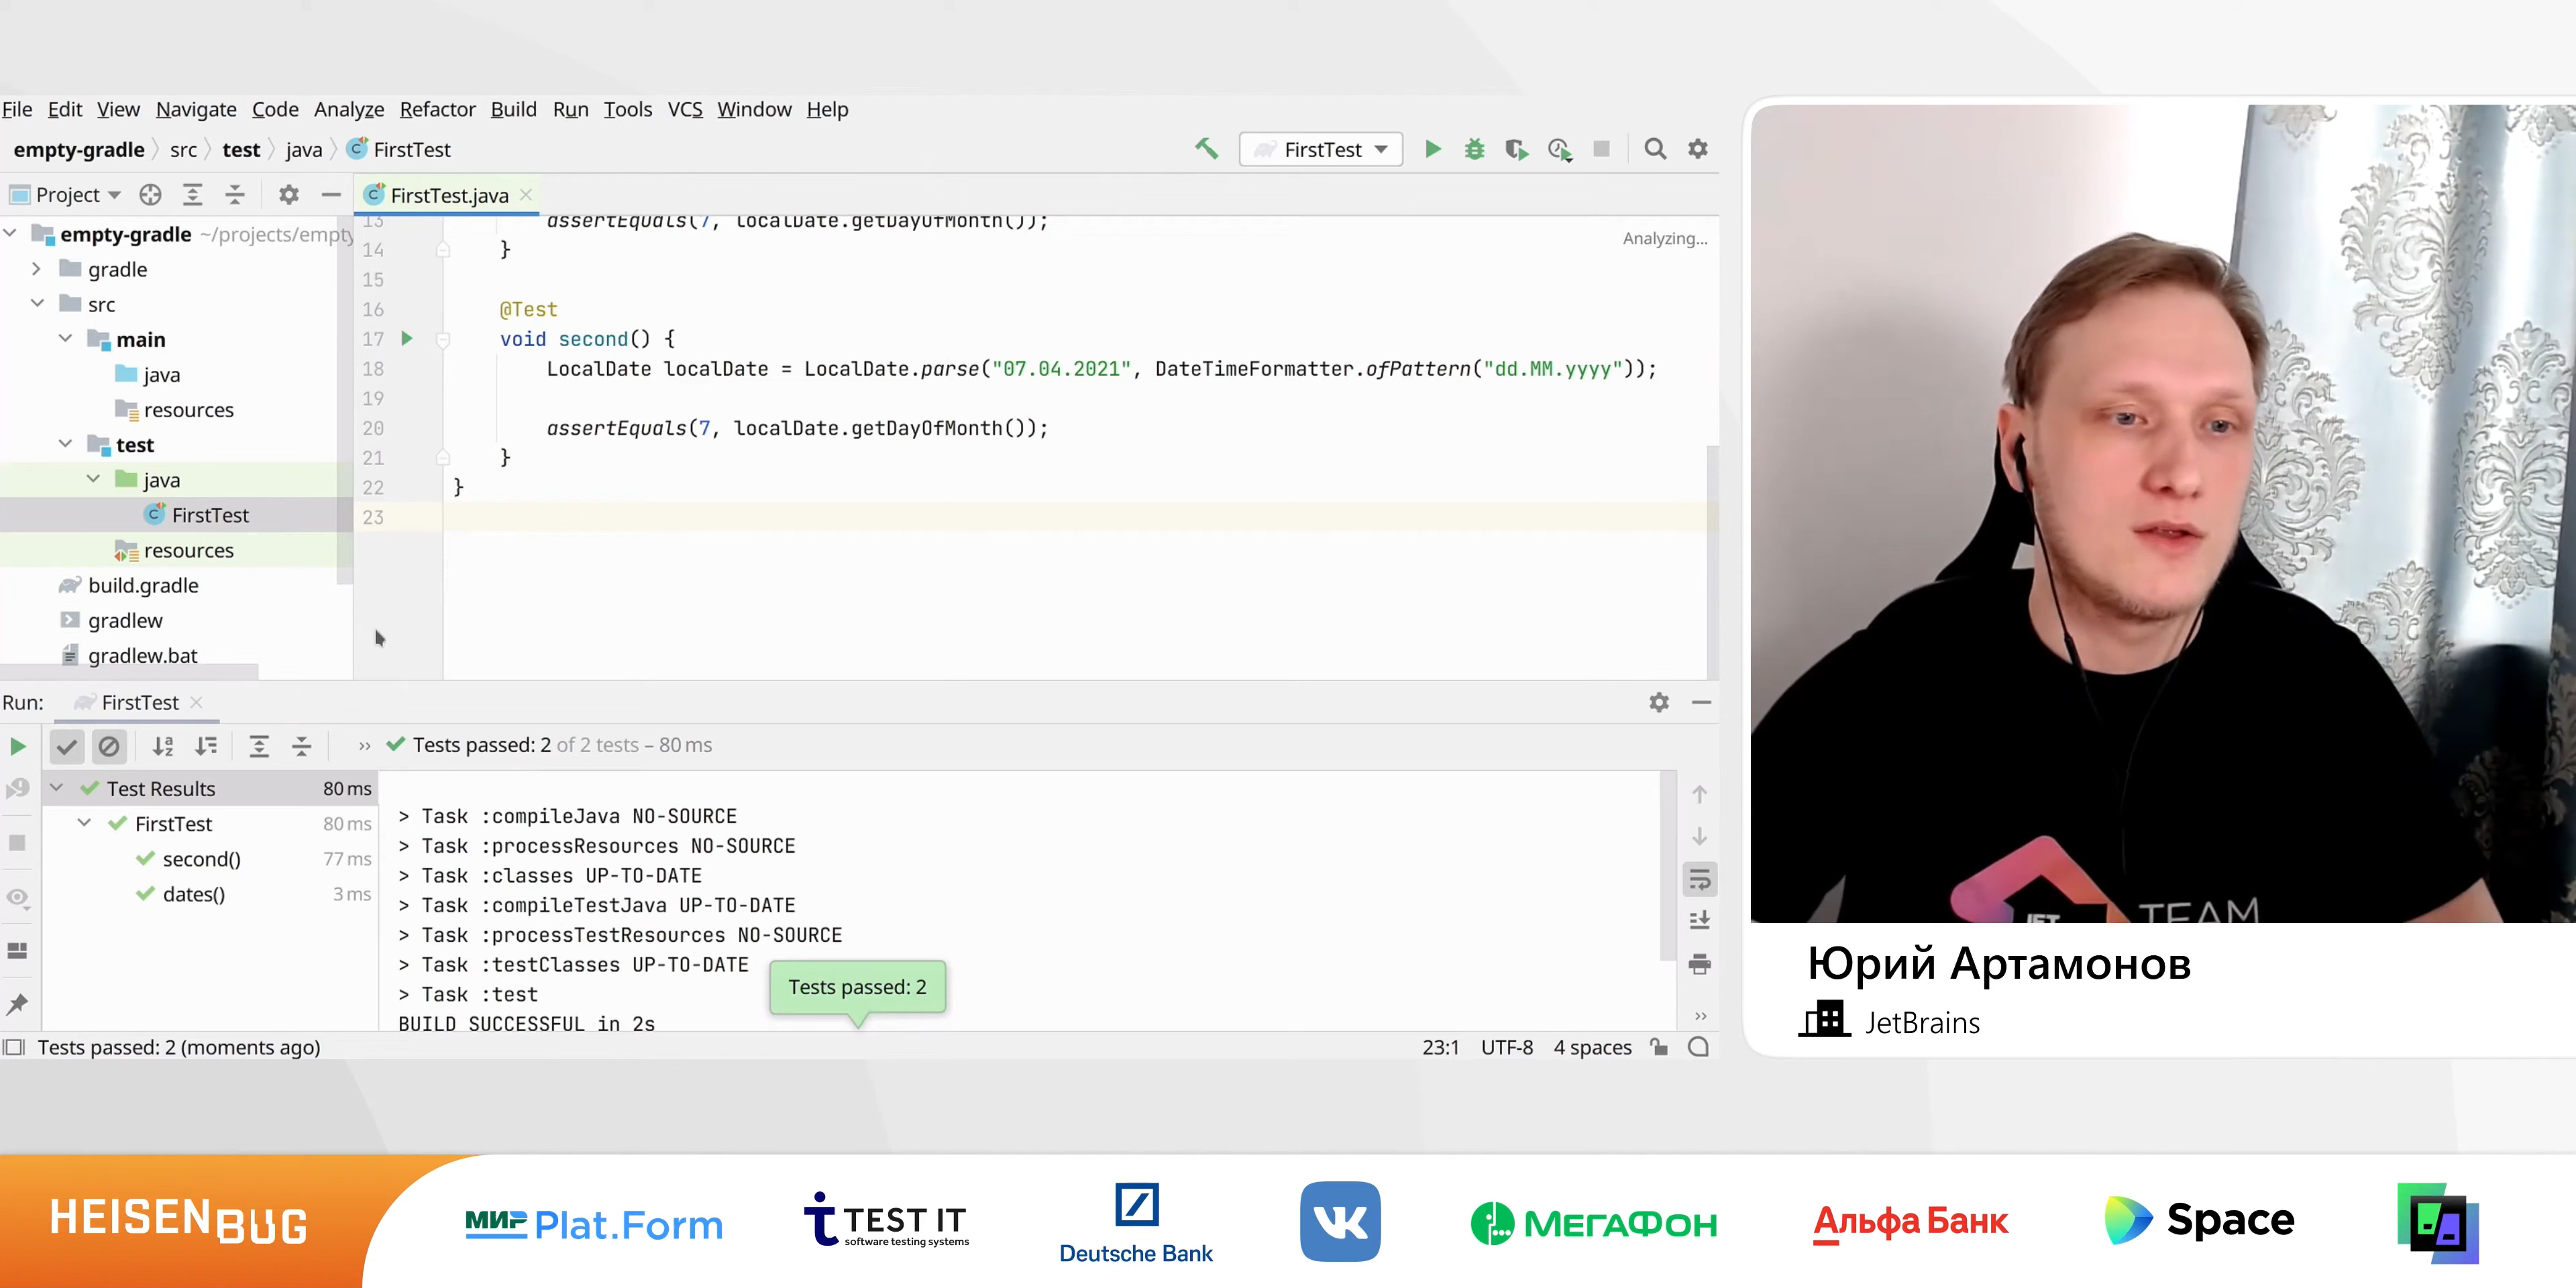 File Edit View Navigate Code Analyze Refactor Build Run Tools VCS Window Help
empty-gradle src test java FirstTest
FirstTest
Project
FirstTest.java
empty-gradle ~/projects/empty
gradle
src
main
java
resources
test
java
FirstTest
resources
build.gradle
gradlew
gradlew.bat
13 assertEquals(7, localDate.getDayOfMonth());
14 }
15
16 @Test
17 void second() {
18 LocalDate localDate = LocalDate.parse("07.04.2021", DateTimeFormatter.ofPattern("dd.MM.yyyy"));
19
20 assertEquals(7, localDate.getDayOfMonth());
21 }
22 }
23
Analyzing...
Run: FirstTest
Tests passed: 2 of 2 tests – 80 ms
Test Results 80 ms
FirstTest 80 ms
second() 77 ms
dates() 3 ms
> Task :compileJava NO-SOURCE
> Task :processResources NO-SOURCE
> Task :classes UP-TO-DATE
> Task :compileTestJava UP-TO-DATE
> Task :processTestResources NO-SOURCE
> Task :testClasses UP-TO-DATE
> Task :test
BUILD SUCCESSFUL in 2s
Tests passed: 2
Tests passed: 2 (moments ago)
23:1 UTF-8 4 spaces
JET TEAM
Юрий Артамонов
JetBrains
HEISENBUG
МИР Plat.Form
TEST IT
software testing systems
Deutsche Bank
VK
МЕГАФОН
Альфа Банк
Space